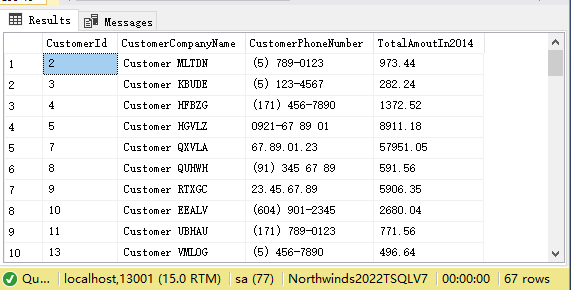 Results Messages
CustomerId CustomerCompanyName CustomerPhoneNumber TotalAmoutIn2014
1 2 Customer MLTDN (5) 789-0123 973.44
2 3 Customer KBUDE (5) 123-4567 282.24
3 4 Customer HFBZG (171) 456-7890 1372.52
4 5 Customer HGVLZ 0921-67 89 01 8911.18
5 7 Customer QXVLA 67.89.01.23 57951.05
6 8 Customer QUHWH (91) 345 67 89 591.56
7 9 Customer RTXGC 23.45.67.89 5906.35
8 10 Customer EEALV (604) 901-2345 2680.04
9 11 Customer UBHAU (171) 789-0123 771.56
10 13 Customer VMLOG (5) 456-7890 496.64
Qu... localhost,13001 (15.0 RTM) sa (77) Northwinds2022TSQLV7 00:00:00 67 rows